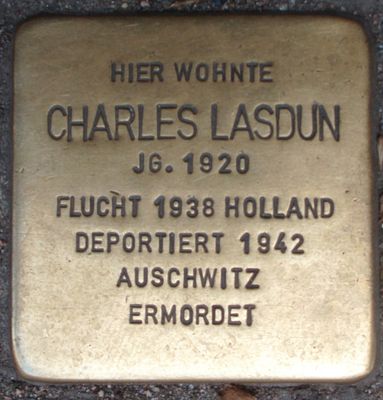 HIER WOHNTE
CHARLES LASDUN
JG. 1920
FLUCHT 1938 HOLLAND
DEPORTIERT 1942
AUSCHWITZ
ERMORDET